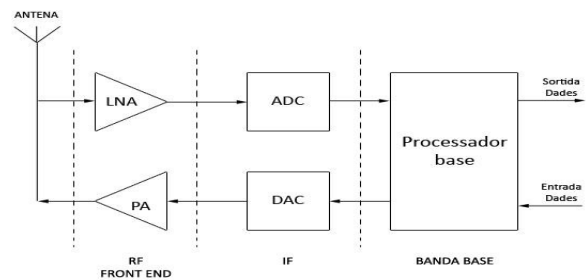 ANTENA
LNA
ADC
Processador
base
Sortida
Dades
PA
DAC
Entrada
Dades
RF
FRONT END
IF
BANDA BASE